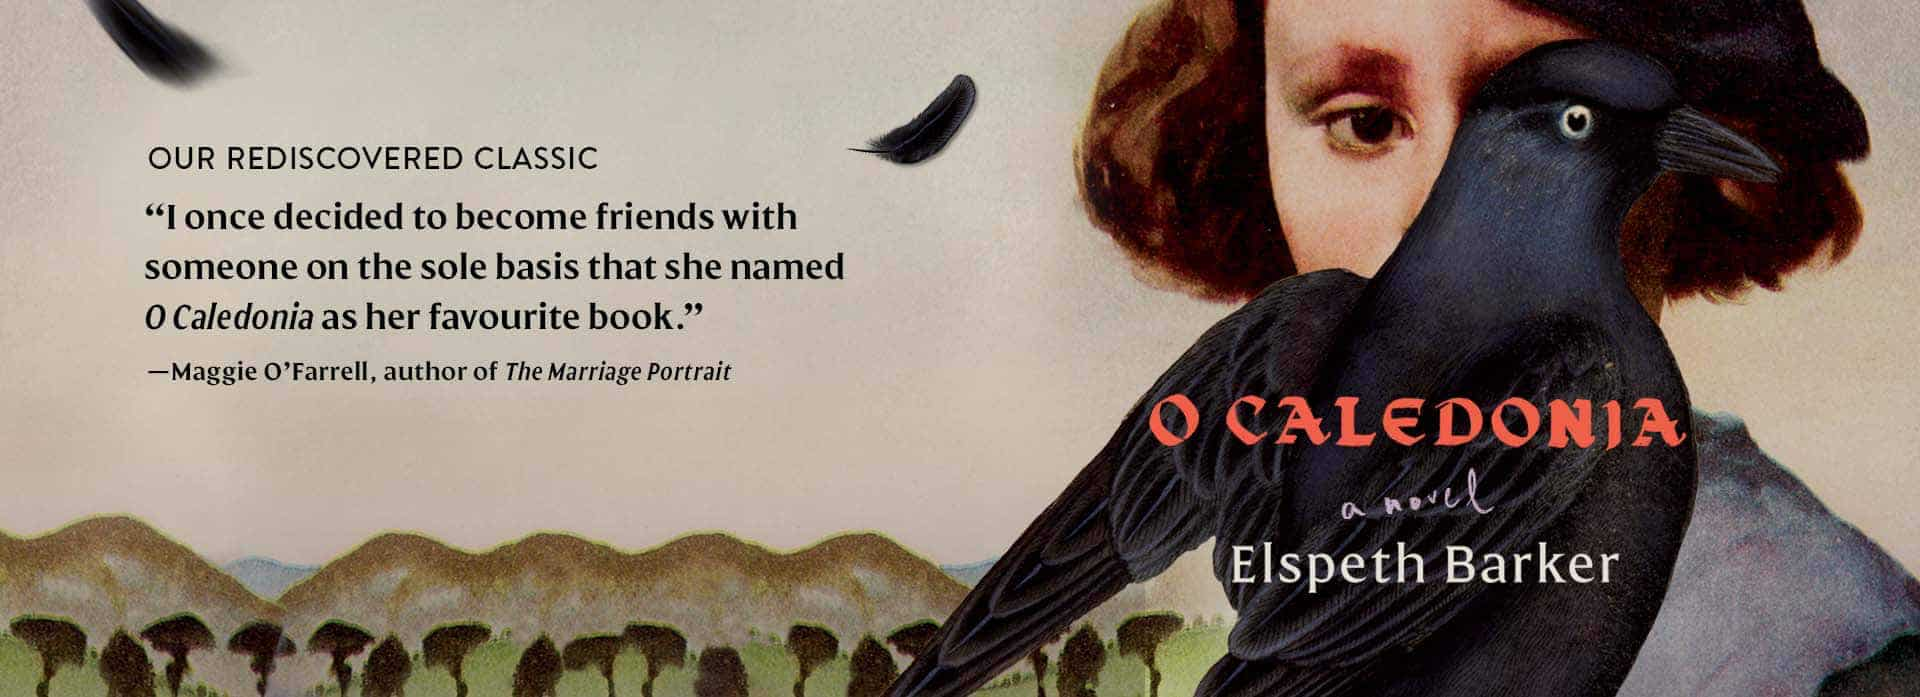 OUR REDISCOVERED CLASSIC
“I once decided to become friends with
someone on the sole basis that she named
O Caledonia as her favourite book.”
—Maggie O’Farrell, author of The Marriage Portrait
O CALEDONIA
a novel
Elspeth Barker